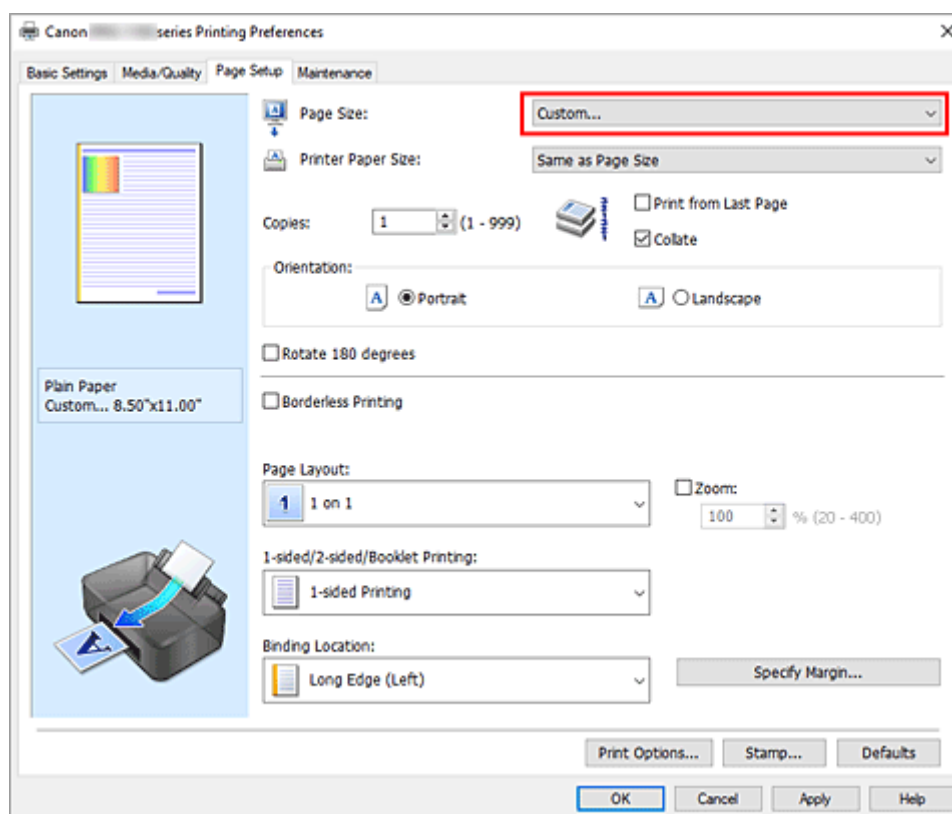 Canon series Printing Preferences
Basic Settings Media/Quality Page Setup Maintenance
Page Size: Custom...
Printer Paper Size: Same as Page Size
Copies: 1 (1 - 999)
Print from Last Page
Collate
Orientation:
A Portrait A Landscape
Rotate 180 degrees
Plain Paper
Custom... 8.50"x11.00"
Borderless Printing
Page Layout:
1 1 on 1
Zoom:
100 % (20 - 400)
1-sided/2-sided/Booklet Printing:
1-sided Printing
A
Binding Location:
Long Edge (Left)
Specify Margin...
Print Options... Stamp... Defaults
OK Cancel Apply Help